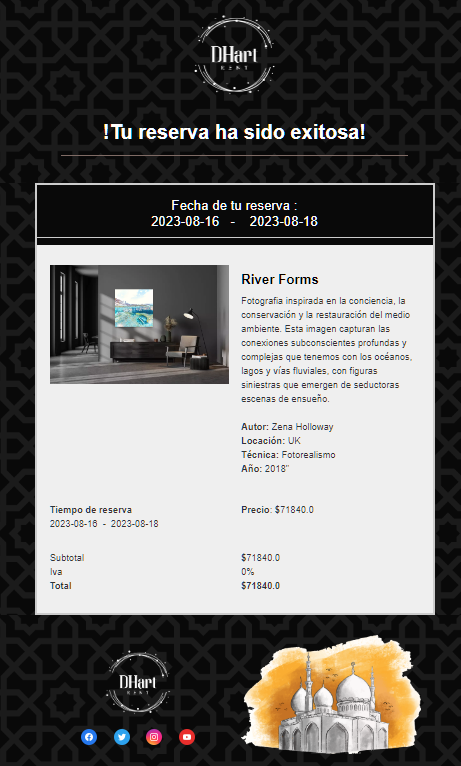 DHart
RENT
!Tu reserva ha sido exitosa!
Fecha de tu reserva :
2023-08-16 - 2023-08-18
River Forms
Fotografia inspirada en la conciencia, la
conservación y la restauración del medio
ambiente. Esta imagen capturan las
conexiones subconscientes profundas y
complejas que tenemos con los océanos,
lagos y vías fluviales, con figuras
siniestras que emergen de seductoras
escenas de ensueño.
Autor: Zena Holloway
Locación: UK
Técnica: Fotorealismo
Año: 2018"
Tiempo de reserva
2023-08-16 - 2023-08-18
Precio: $71840.0
Subtotal $71840.0
Iva 0%
Total $71840.0
DHart
RENT